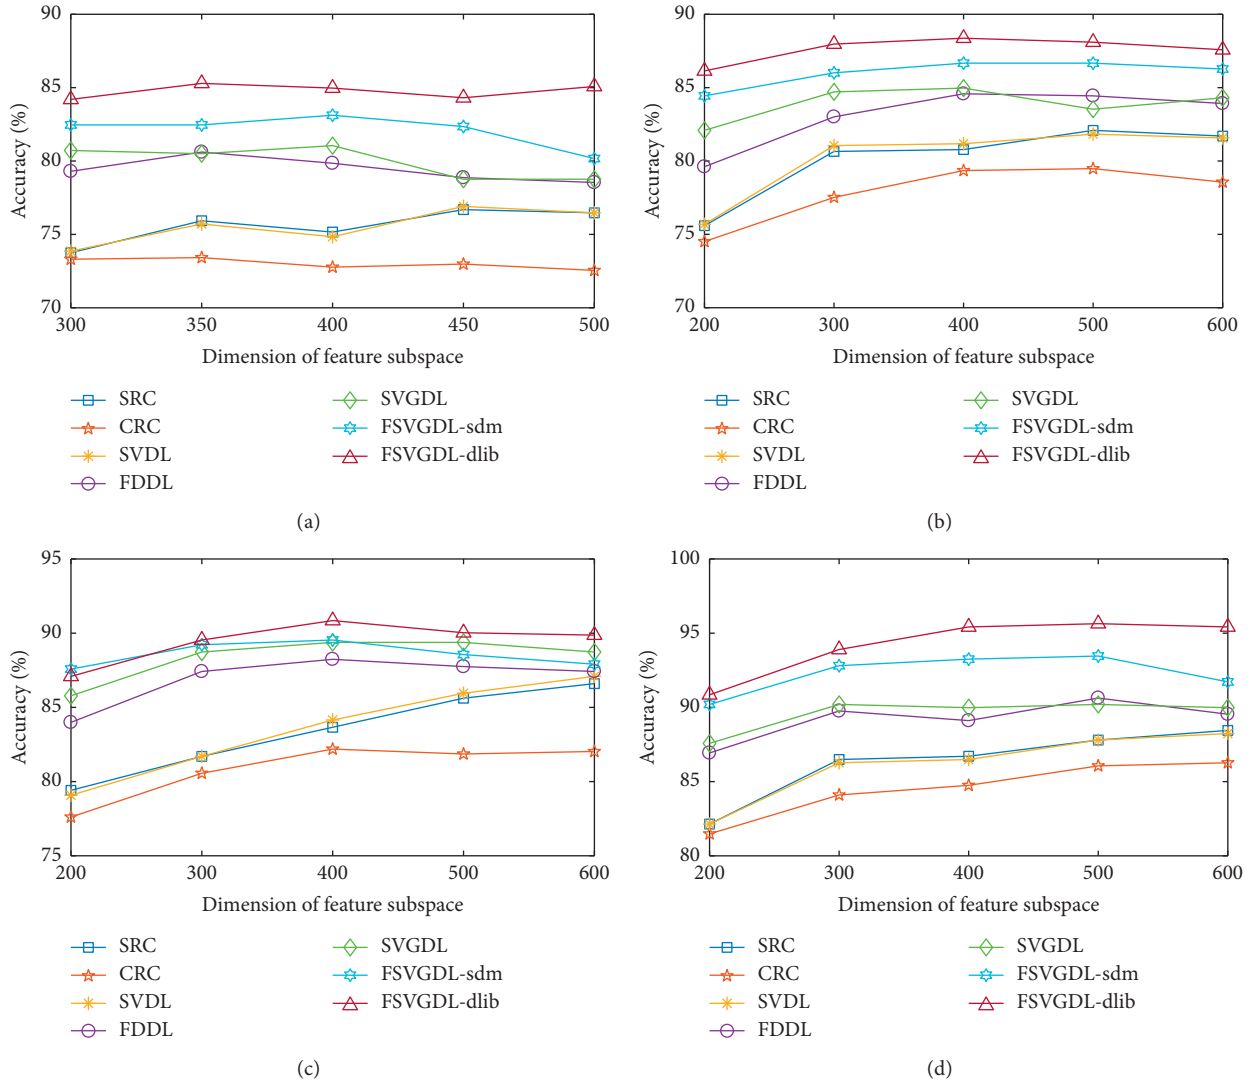 90
85
80
75
70
Accuracy (%)
300 350 400 450 500
Dimension of feature subspace
SRC
CRC
SVDL
FDDL
SVGDL
FSVGDL-sdm
FSVGDL-dlib
(a)
90
85
80
75
70
Accuracy (%)
200 300 400 500 600
Dimension of feature subspace
SRC
CRC
SVDL
FDDL
SVGDL
FSVGDL-sdm
FSVGDL-dlib
(b)
95
90
85
80
75
Accuracy (%)
200 300 400 500 600
Dimension of feature subspace
SRC
CRC
SVDL
FDDL
SVGDL
FSVGDL-sdm
FSVGDL-dlib
(c)
100
95
90
85
80
Accuracy (%)
200 300 400 500 600
Dimension of feature subspace
SRC
CRC
SVDL
FDDL
SVGDL
FSVGDL-sdm
FSVGDL-dlib
(d)